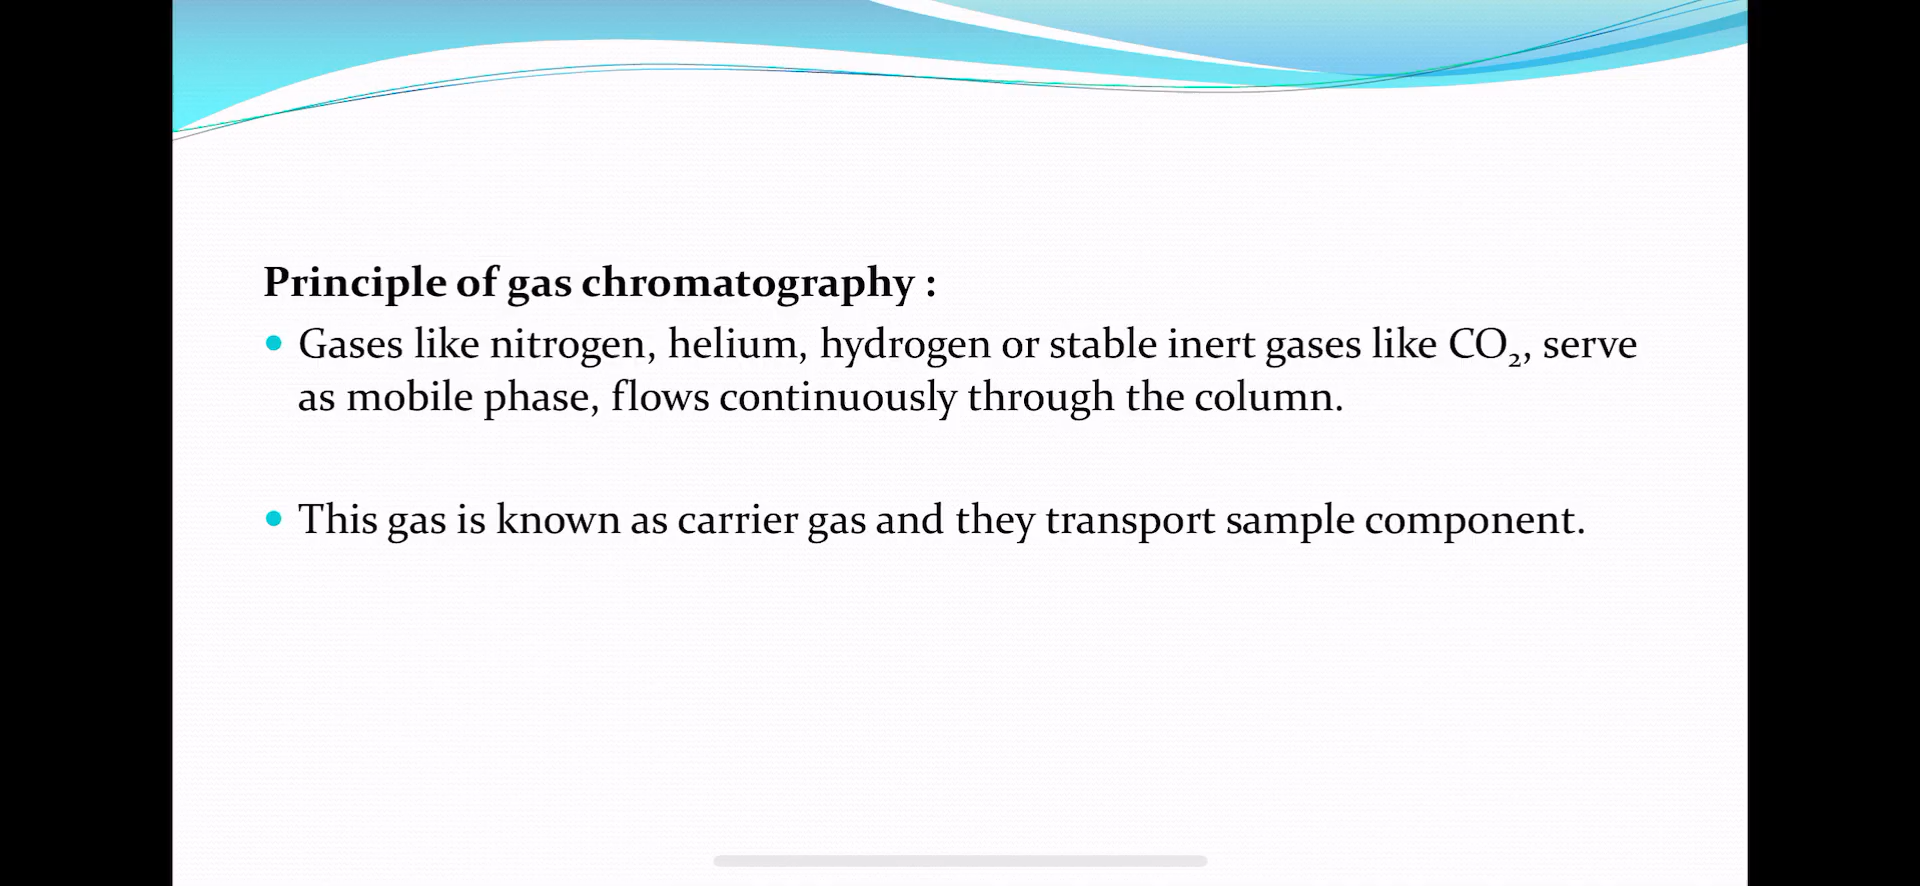 Principle of gas chromatography :
• Gases like nitrogen, helium, hydrogen or stable inert gases like CO₂, serve
as mobile phase, flows continuously through the column.
• This gas is known as carrier gas and they transport sample component.